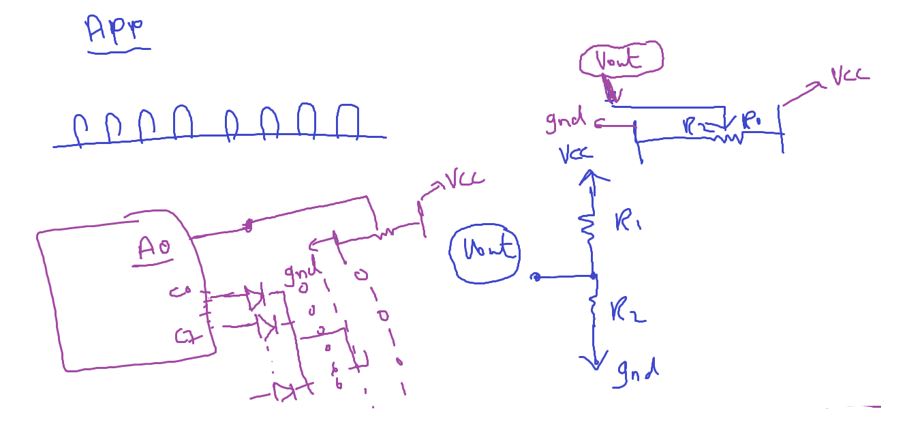 App
Vout
Vcc
gnd
R2
R1
Vcc
R1
Vout
R2
gnd
Vcc
A0
gnd
C0
C7